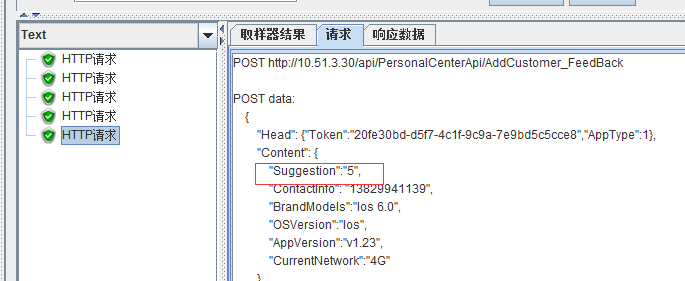 Text
HTTP请求
HTTP请求
HTTP请求
HTTP请求
HTTP请求
取样器结果 请求 响应数据
POST http://10.51.3.30/api/PersonalCenterApi/AddCustomer_FeedBack
POST data:
{
"Head": {"Token":"20fe30bd-d5f7-4c1f-9c9a-7e9bd5c5cce8","AppType":1},
"Content": {
"Suggestion":"5",
"ContactInfo": "13829941139",
"BrandModels":"Ios 6.0",
"OSVersion":"Ios",
"AppVersion":"v1.23",
"CurrentNetwork":"4G"
}